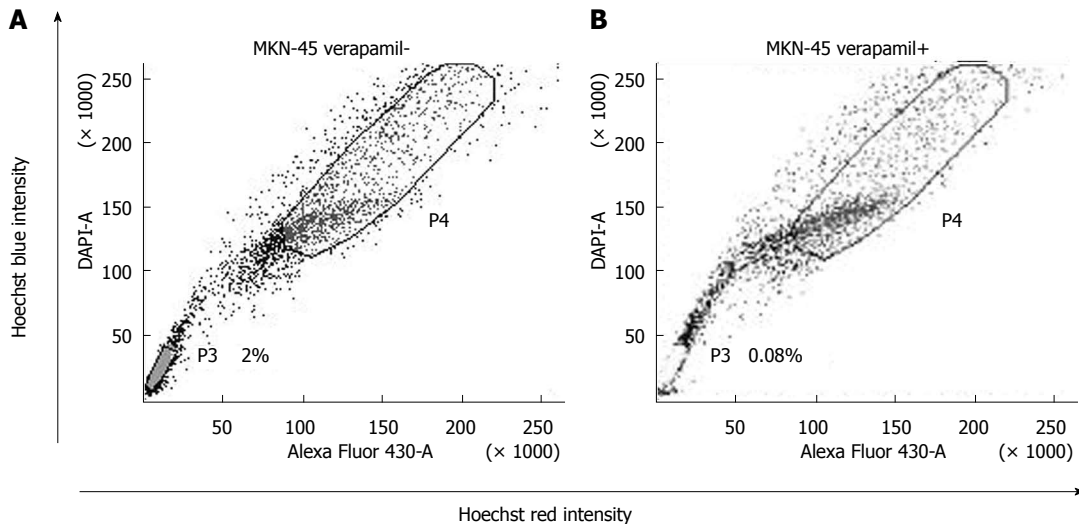 A
MKN-45 verapamil-
250
200
150
100
50
(× 1000)
DAPI-A
Hoechst blue intensity
P4
P3 2%
50 100 150 200 250
Alexa Fluor 430-A (× 1000)
B
MKN-45 verapamil+
250
200
150
100
50
(× 1000)
DAPI-A
P4
P3 0.08%
50 100 150 200 250
Alexa Fluor 430-A (× 1000)
Hoechst red intensity